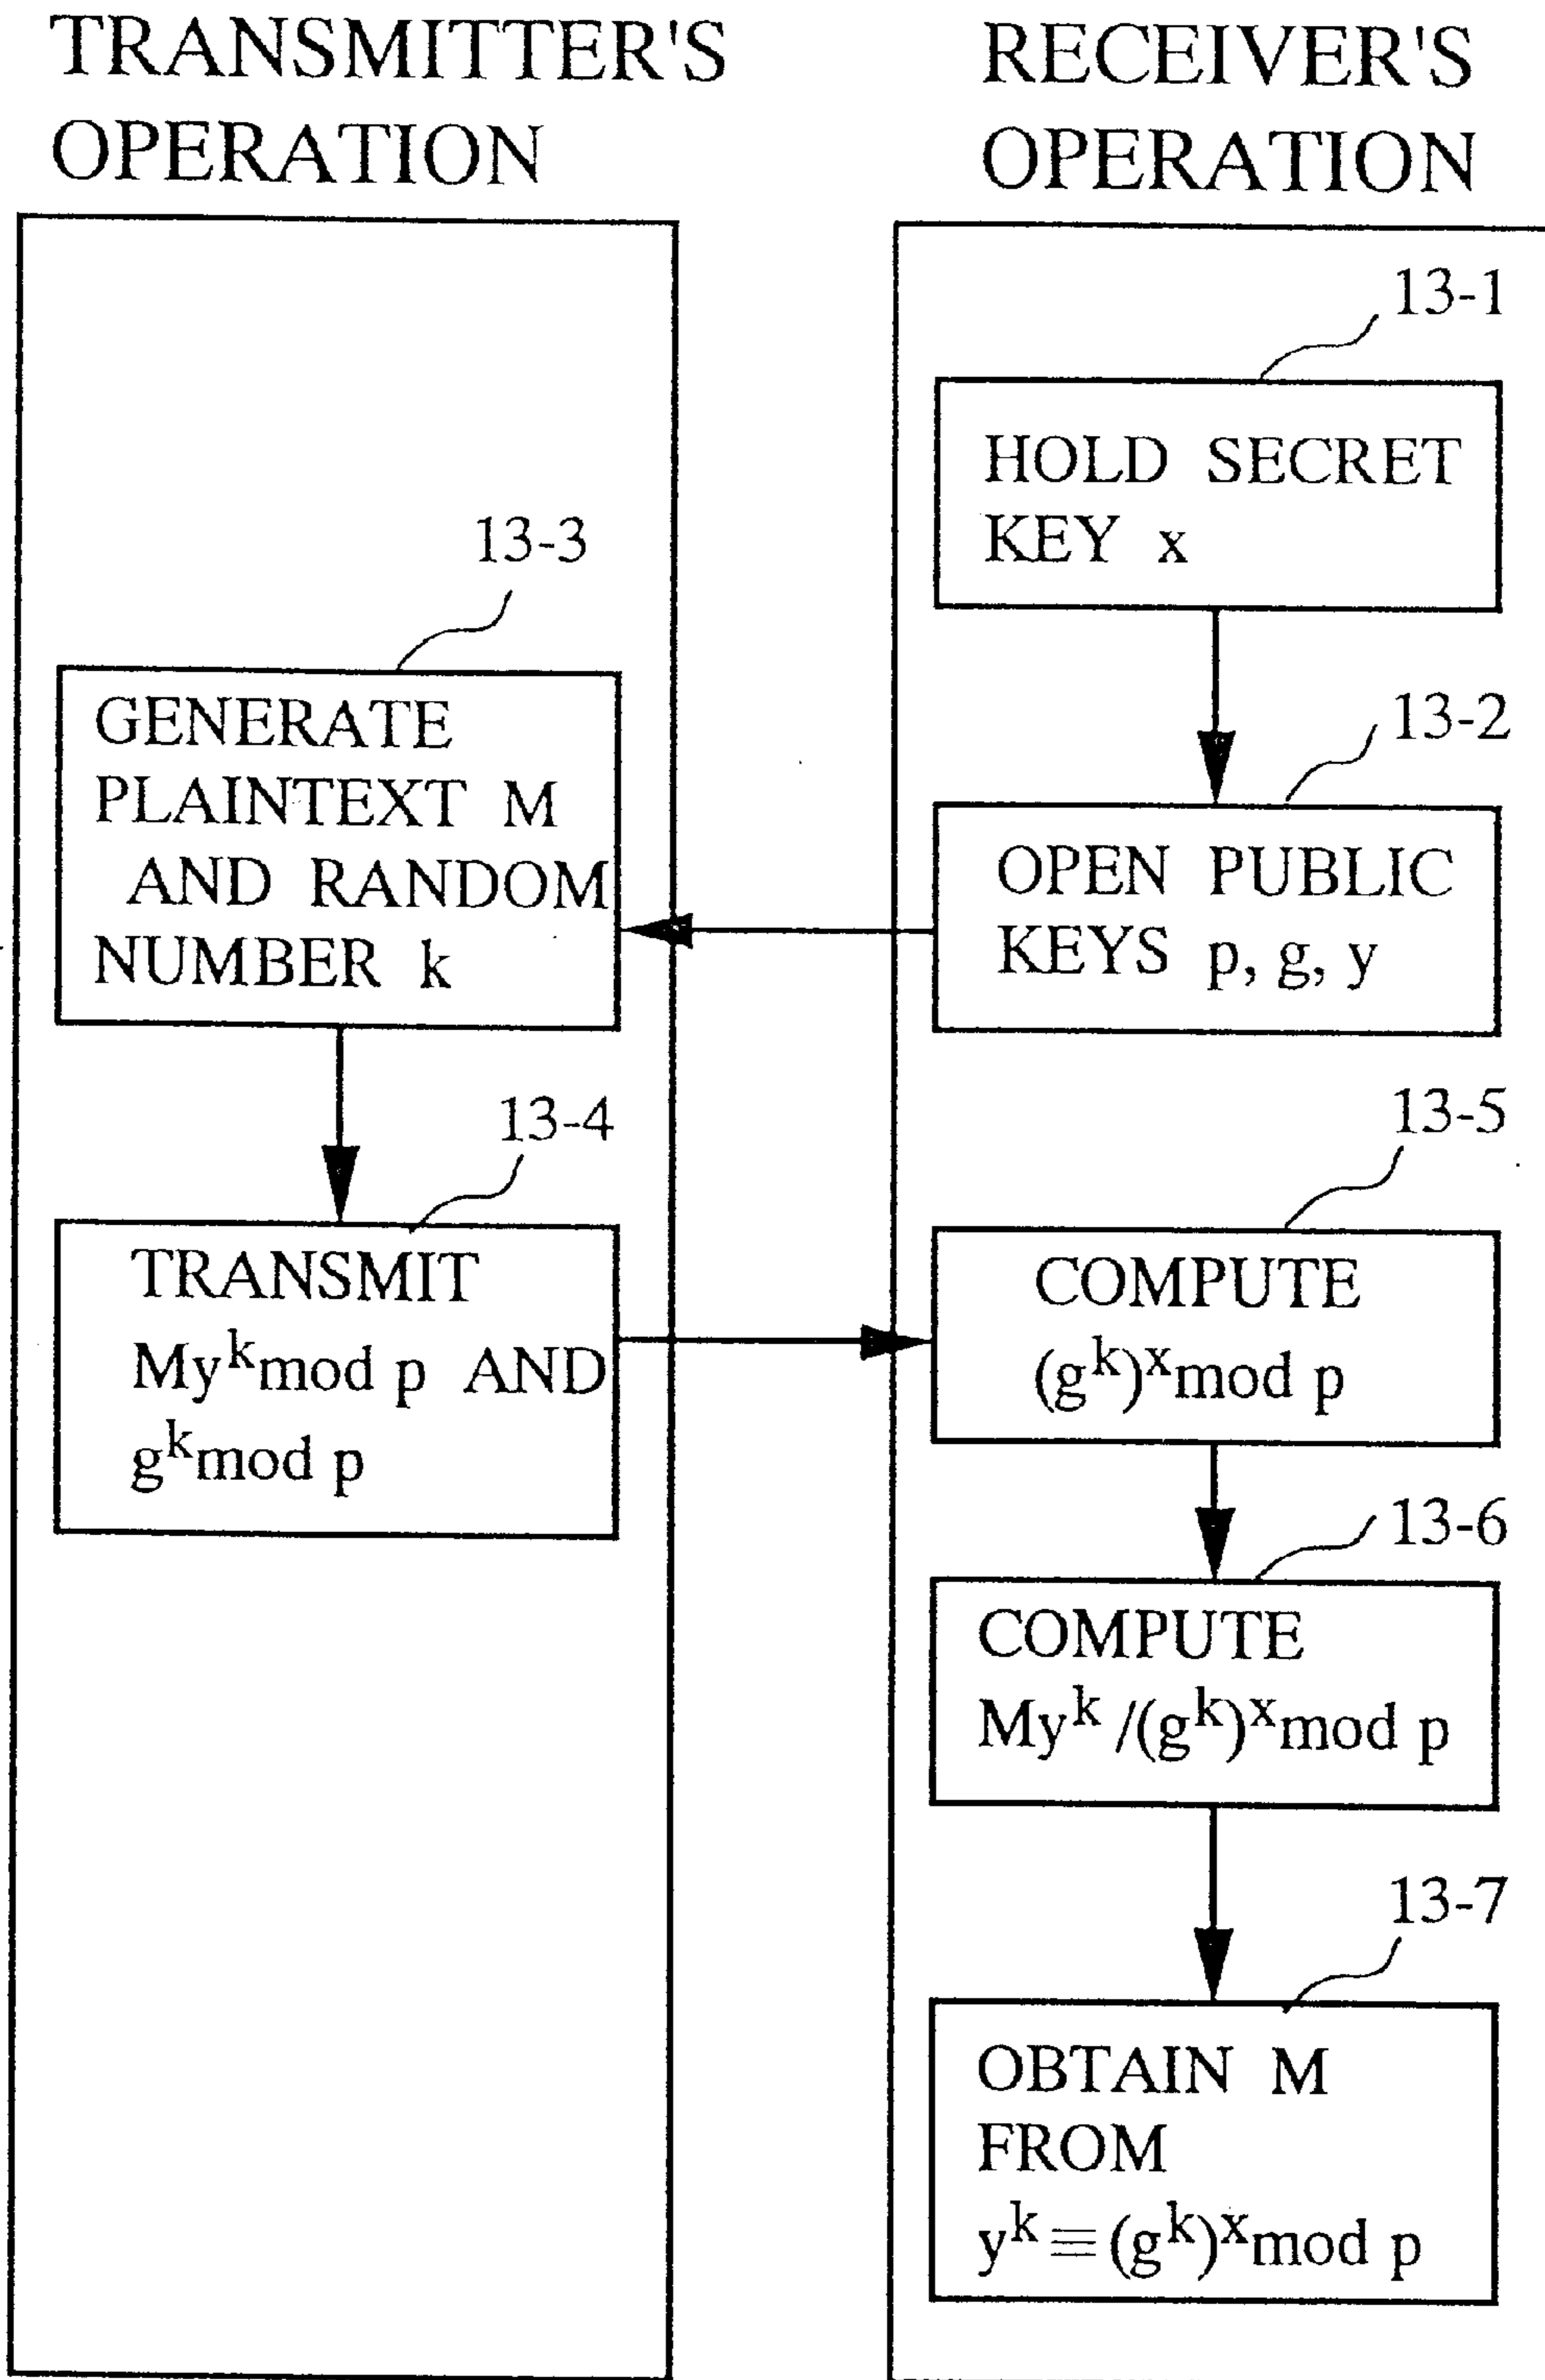 TRANSMITTER'S
OPERATION
RECEIVER'S
OPERATION
13-1
HOLD SECRET
KEY x
13-2
OPEN PUBLIC
KEYS p, g, y
13-3
GENERATE
PLAINTEXT M
AND RANDOM
NUMBER k
13-4
TRANSMIT
My^k mod p AND
g^k mod p
13-5
COMPUTE
(g^k)^x mod p
13-6
COMPUTE
My^k /(g^k)^x mod p
13-7
OBTAIN M
FROM
y^k ≡ (g^k)^x mod p